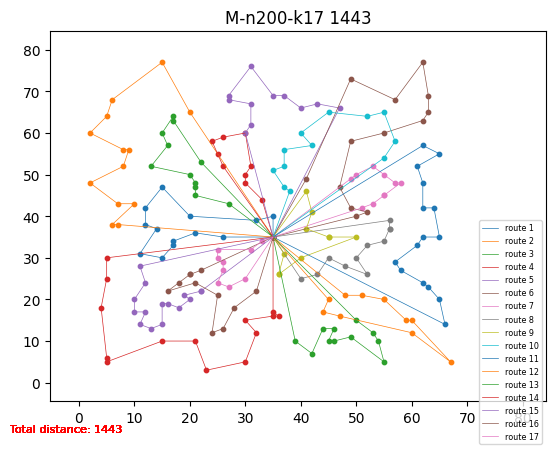 M-n200-k17 1443
80
70
60
50
40
30
20
10
0
0 10 20 30 40 50 60 70 80
route 1
route 2
route 3
route 4
route 5
route 6
route 7
route 8
route 9
route 10
route 11
route 12
route 13
route 14
route 15
route 16
route 17
Total distance: 1443